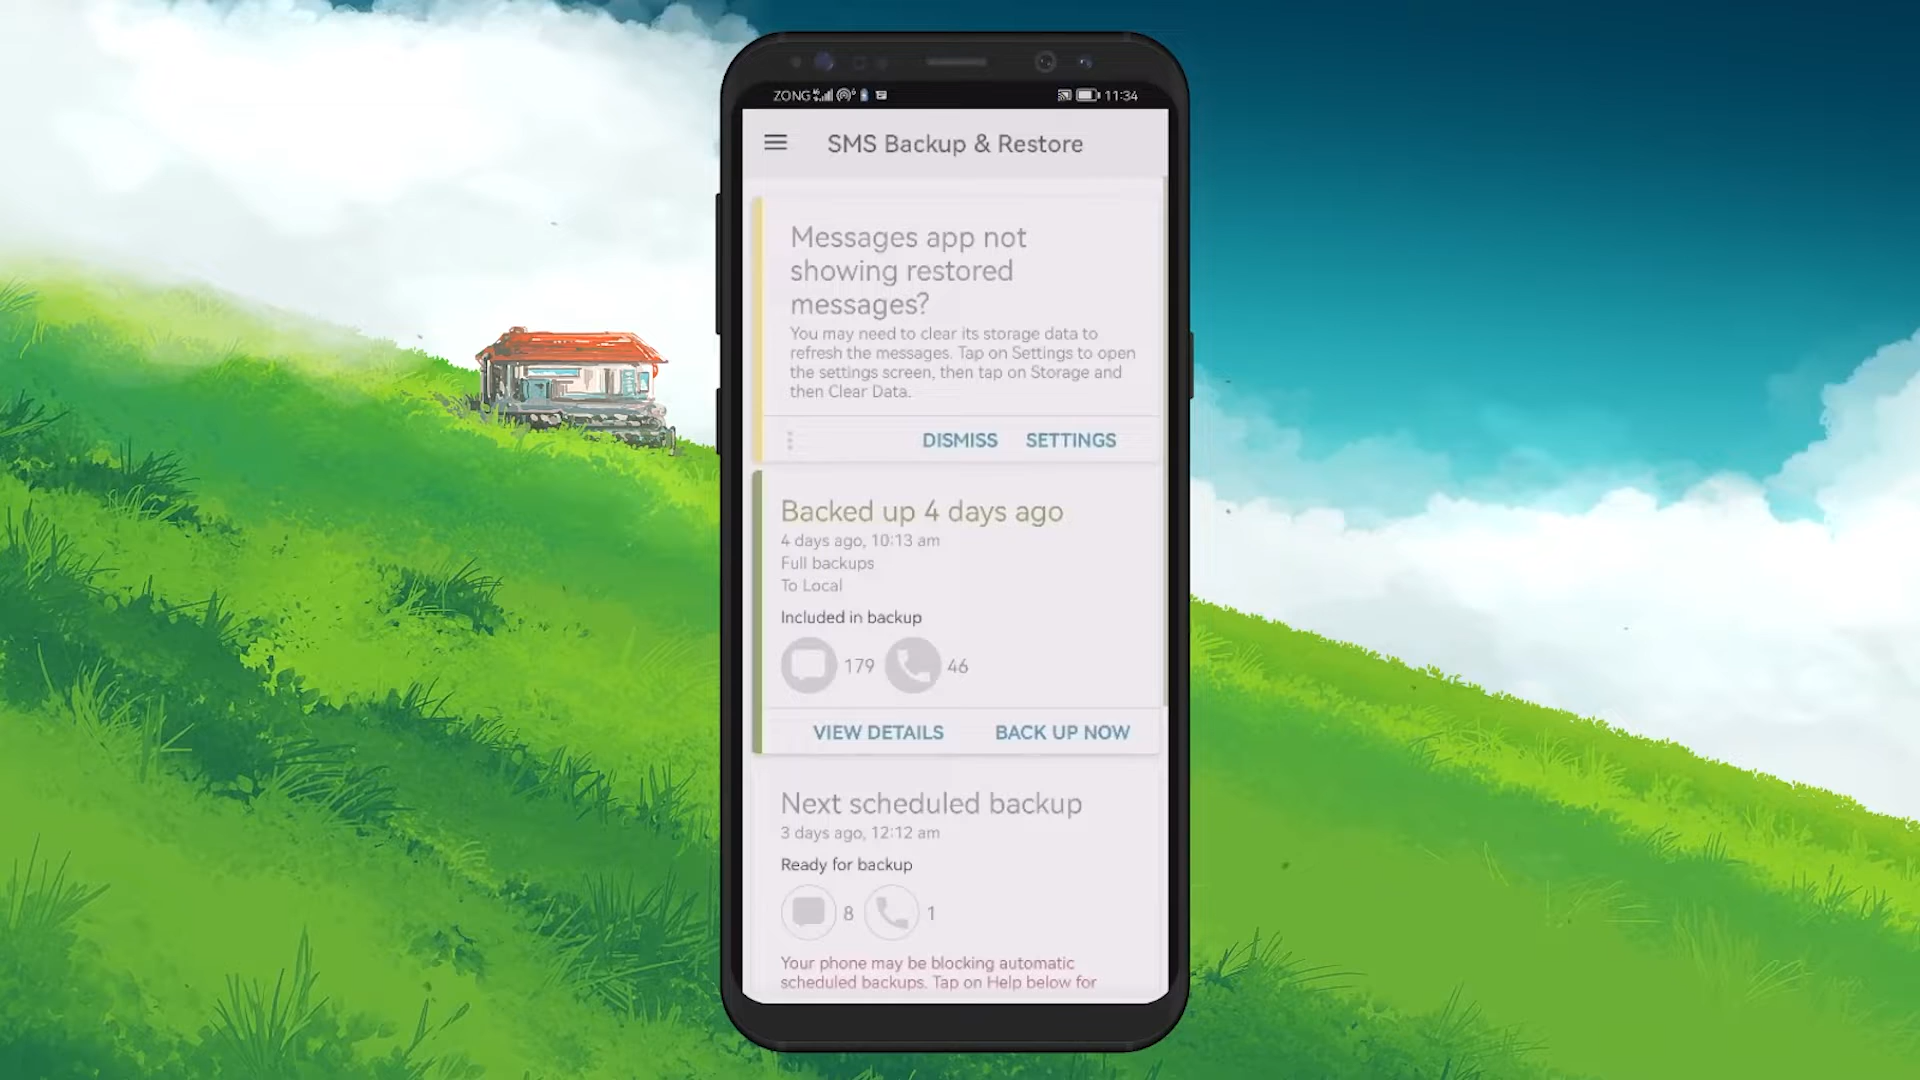 ZONG 11:34
SMS Backup & Restore
Messages app not
showing restored
messages?
You may need to clear its storage data to
refresh the messages. Tap on Settings to open
the settings screen, then tap on Storage and
then Clear Data.
DISMISS SETTINGS
Backed up 4 days ago
4 days ago, 10:13 am
Full backups
To Local
Included in backup
179 46
VIEW DETAILS BACK UP NOW
Next scheduled backup
3 days ago, 12:12 am
Ready for backup
8 1
Your phone may be blocking automatic
scheduled backups. Tap on Help below for